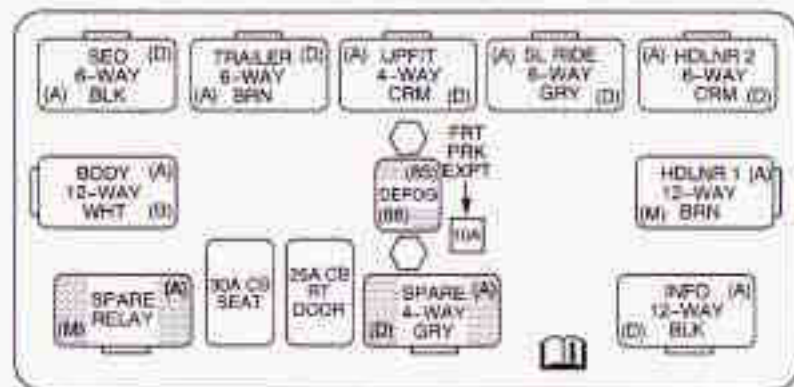 SEO (D)
6-WAY
(A) BLK
TRAILER (D)
6-WAY
(A) BRN
(A) UPFIT
4-WAY
CRM (D)
(A) SL RIDE
6-WAY
GRY (D)
(A) HDLNR 2
6-WAY
CRM (D)
BODY (A)
12-WAY
WHT
(85)
DEFOG
FRT
PRK
EXPT
10A
HDLNR 1 (A)
12-WAY
(M) BRN
SPARE (A)
(M) RELAY
30A CB
SEAT
25A CB
RT
DOOR
SPARE (A)
4-WAY
(D) GRY
INFO (A)
12-WAY
(D) BLK